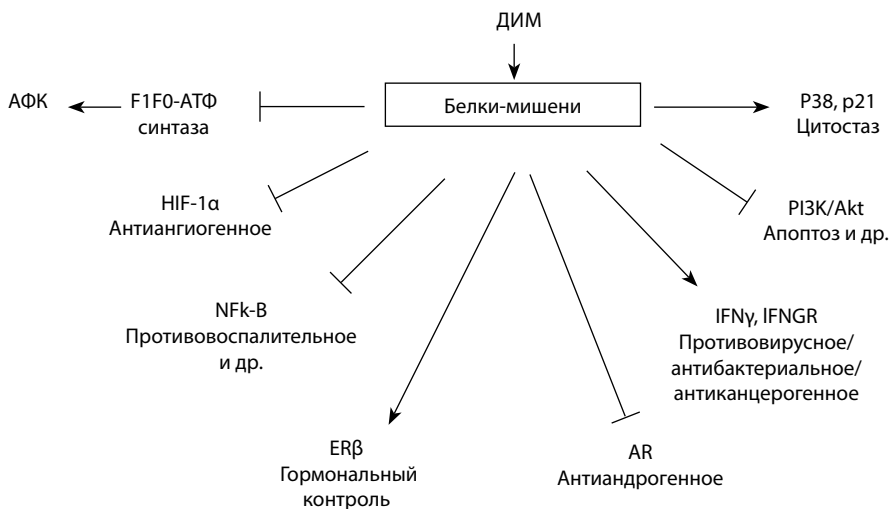 ДИМ
Белки-мишени
АФК
F1F0-АТФ
синтаза
P38, p21
Цитостаз
HIF-1α
Антиангиогенное
PI3K/Akt
Апоптоз и др.
NFk-B
Противовоспалительное
и др.
IFNγ, IFNGR
Противовирусное/
антибактериальное/
антиканцерогенное
ERβ
Гормональный
контроль
AR
Антиандрогенное